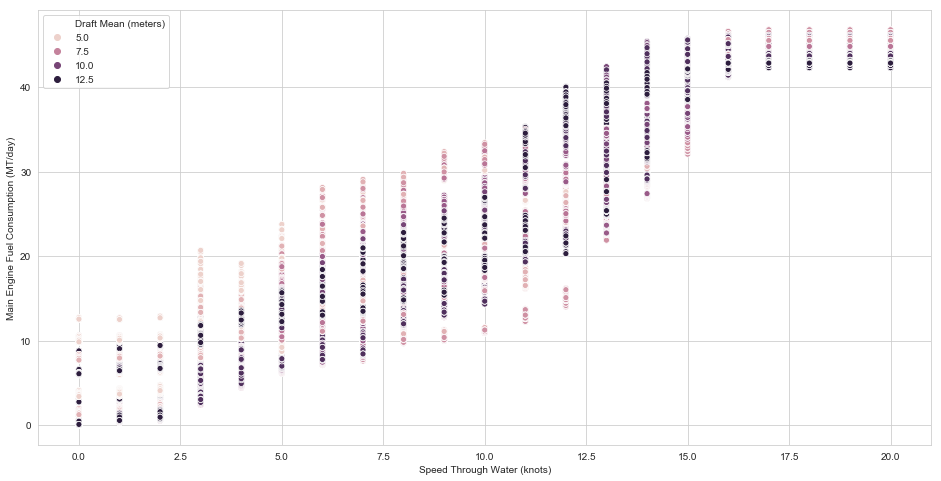 Draft Mean (meters)
5.0
7.5
10.0
12.5
40
30
20
10
0
Main Engine Fuel Consumption (MT/day)
0.0 2.5 5.0 7.5 10.0 12.5 15.0 17.5 20.0
Speed Through Water (knots)